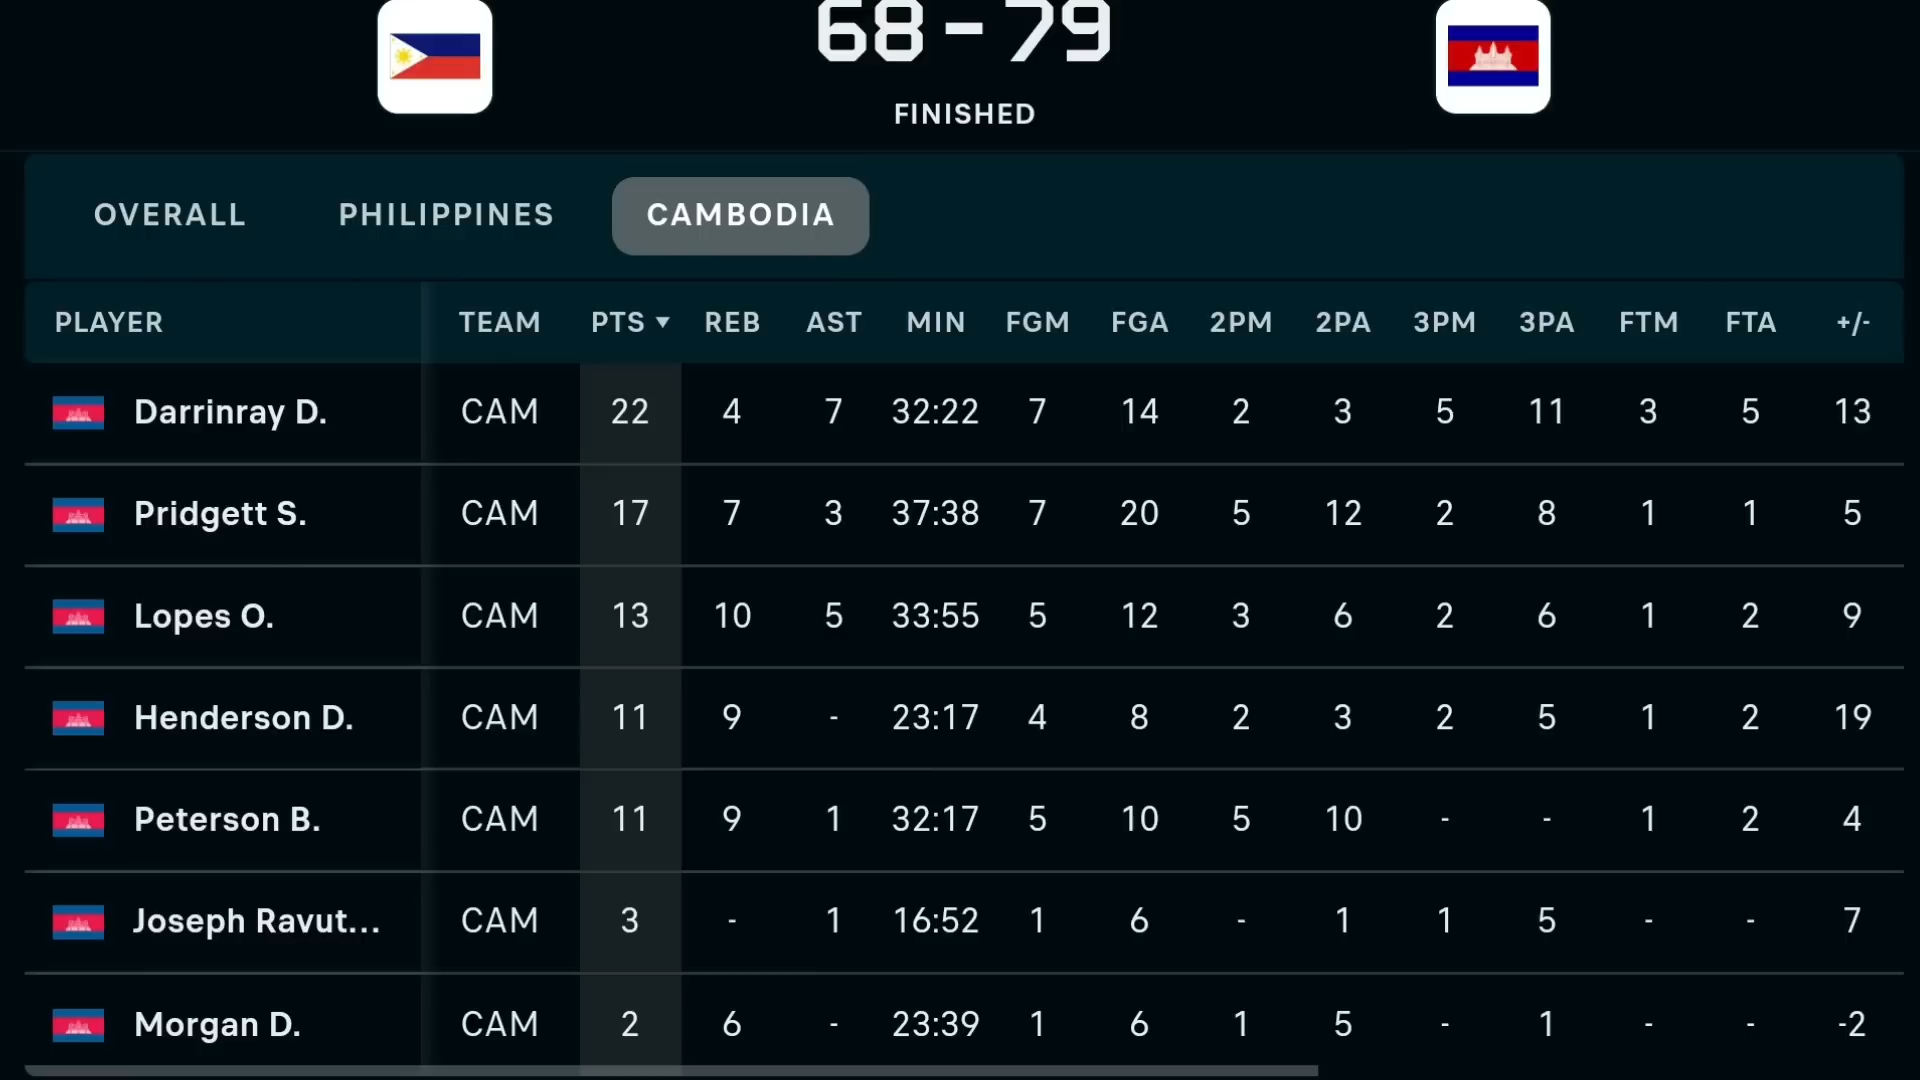 68 - 79
FINISHED
OVERALL PHILIPPINES CAMBODIA
PLAYER TEAM PTS ▼ REB AST MIN FGM FGA 2PM 2PA 3PM 3PA FTM FTA +/-
Darrinray D. CAM 22 4 7 32:22 7 14 2 3 5 11 3 5 13
Pridgett S. CAM 17 7 3 37:38 7 20 5 12 2 8 1 1 5
Lopes O. CAM 13 10 5 33:55 5 12 3 6 2 6 1 2 9
Henderson D. CAM 11 9 - 23:17 4 8 2 3 2 5 1 2 19
Peterson B. CAM 11 9 1 32:17 5 10 5 10 - - 1 2 4
Joseph Ravut... CAM 3 - 1 16:52 1 6 - 1 1 5 - - 7
Morgan D. CAM 2 6 - 23:39 1 6 1 5 - 1 - - -2